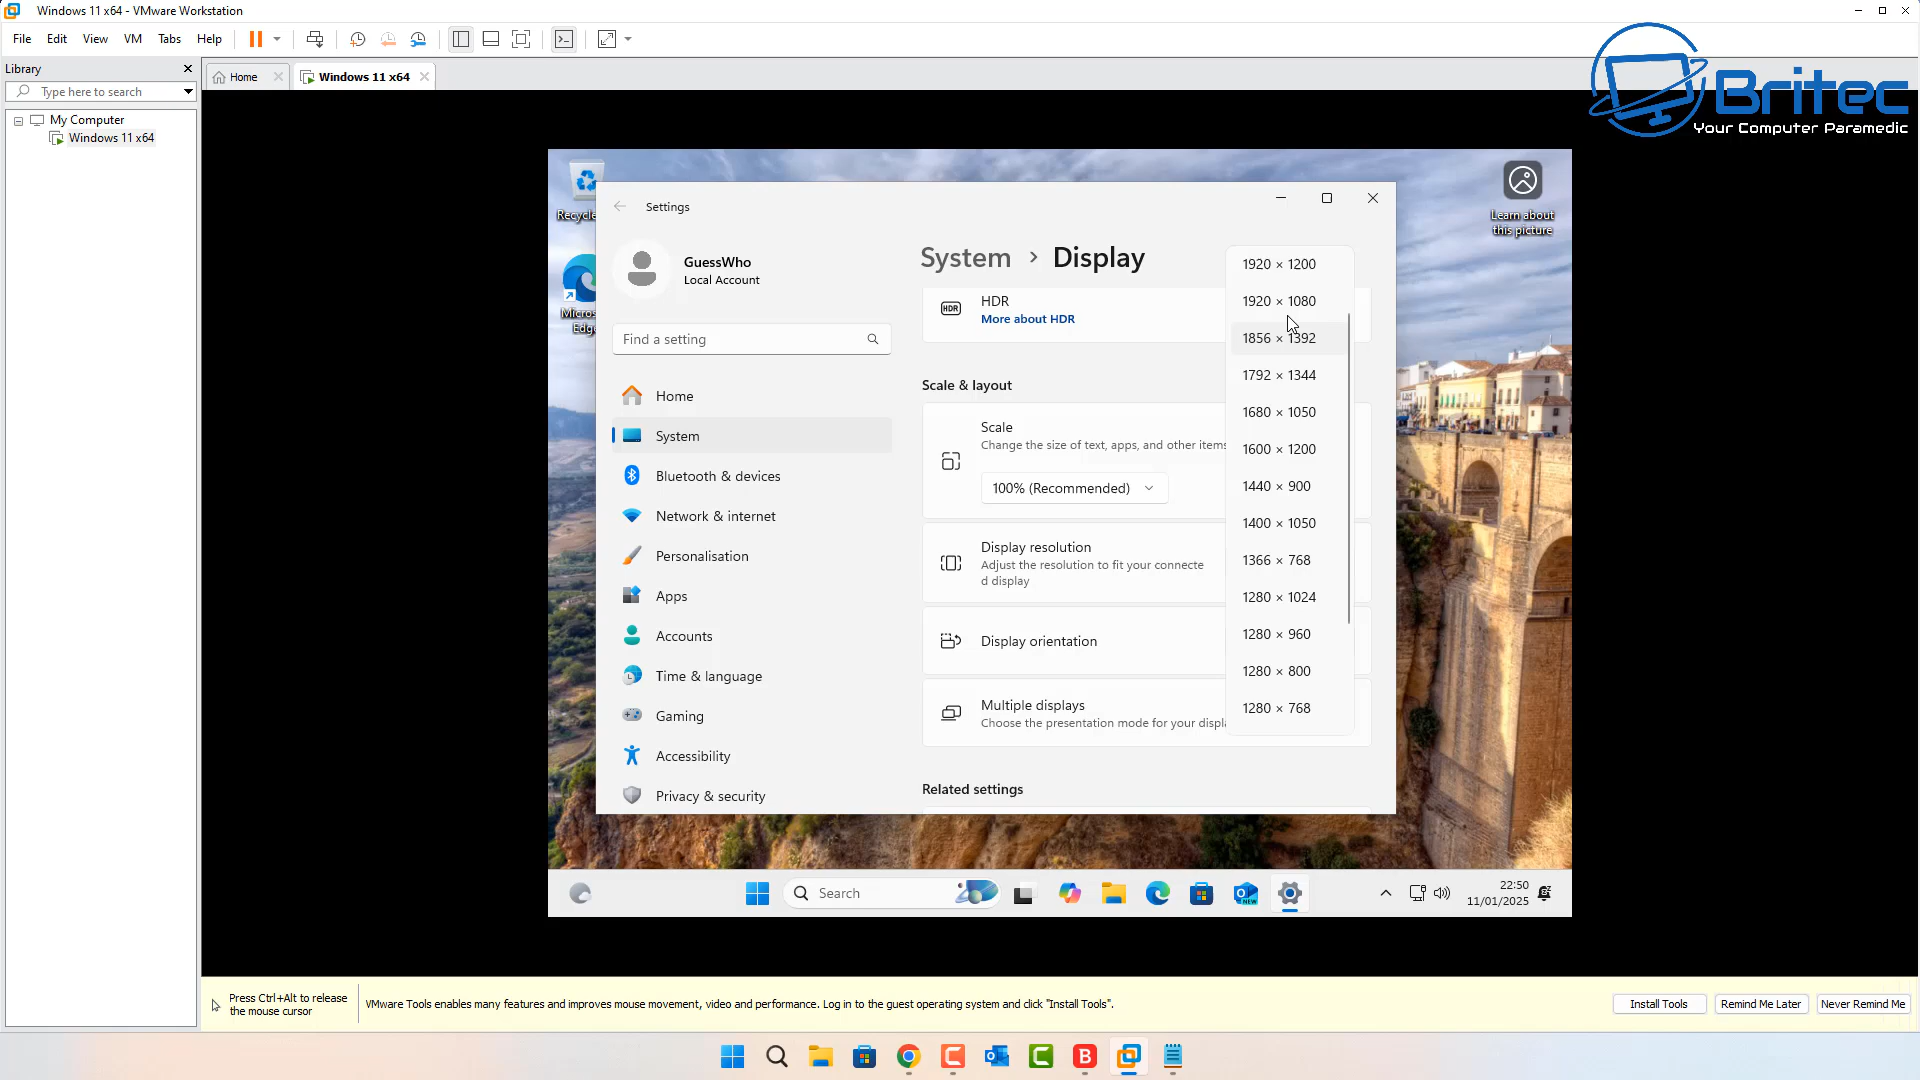 Windows 11 x64 - VMware Workstation
File Edit View VM Tabs Help
Britec
Your Computer Paramedic
Library
Type here to search
My Computer
Windows 11 x64
Home
Windows 11 x64
Recycle
Micros
Edg
Learn about
this picture
Settings
GuessWho
Local Account
Find a setting
Home
System
Bluetooth & devices
Network & internet
Personalisation
Apps
Accounts
Time & language
Gaming
Accessibility
Privacy & security
System > Display
HDR
HDR
More about HDR
Scale & layout
Scale
Change the size of text, apps, and other items
100% (Recommended)
Display resolution
Adjust the resolution to fit your connecte
d display
Display orientation
Multiple displays
Choose the presentation mode for your displa
Related settings
1920 × 1200
1920 × 1080
1856 × 1392
1792 × 1344
1680 × 1050
1600 × 1200
1440 × 900
1400 × 1050
1366 × 768
1280 × 1024
1280 × 960
1280 × 800
1280 × 768
Search
NEW
22:50
11/01/2025
Press Ctrl+Alt to release
the mouse cursor
VMware Tools enables many features and improves mouse movement, video and performance. Log in to the guest operating system and click "Install Tools".
Install Tools
Remind Me Later
Never Remind Me